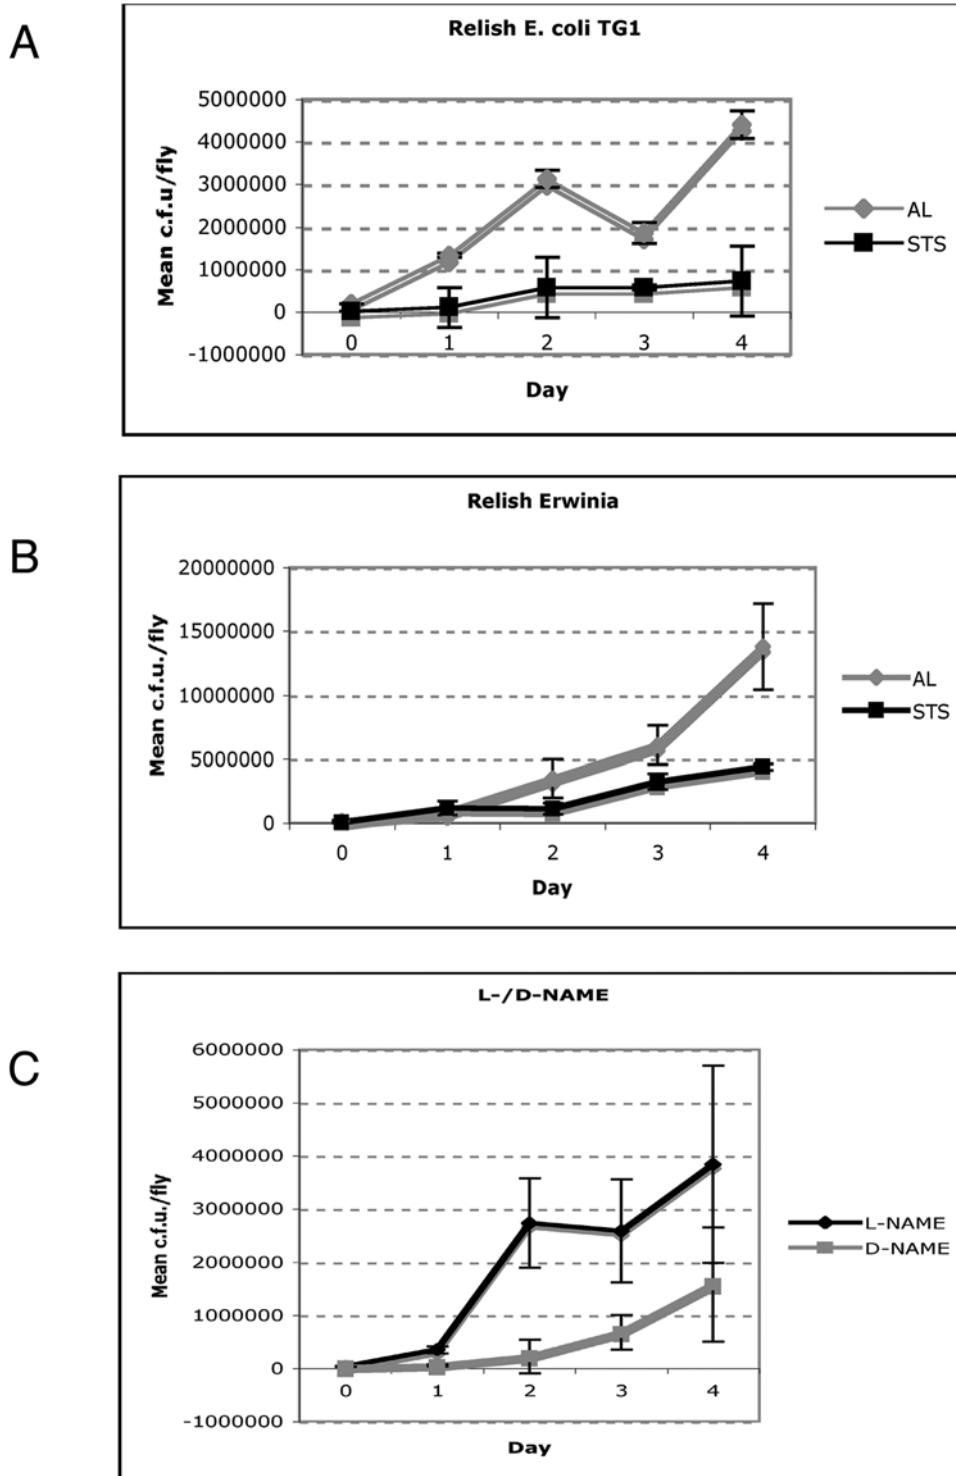 A
Relish E. coli TG1
Mean c.f.u/fly
5000000
4000000
3000000
2000000
1000000
0
-1000000
0 1 2 3 4
Day
AL
STS
B
Relish Erwinia
Mean c.f.u./fly
20000000
15000000
10000000
5000000
0
0 1 2 3 4
Day
AL
STS
C
L-/D-NAME
Mean c.f.u./fly
6000000
5000000
4000000
3000000
2000000
1000000
0
-1000000
0 1 2 3 4
Day
L-NAME
D-NAME